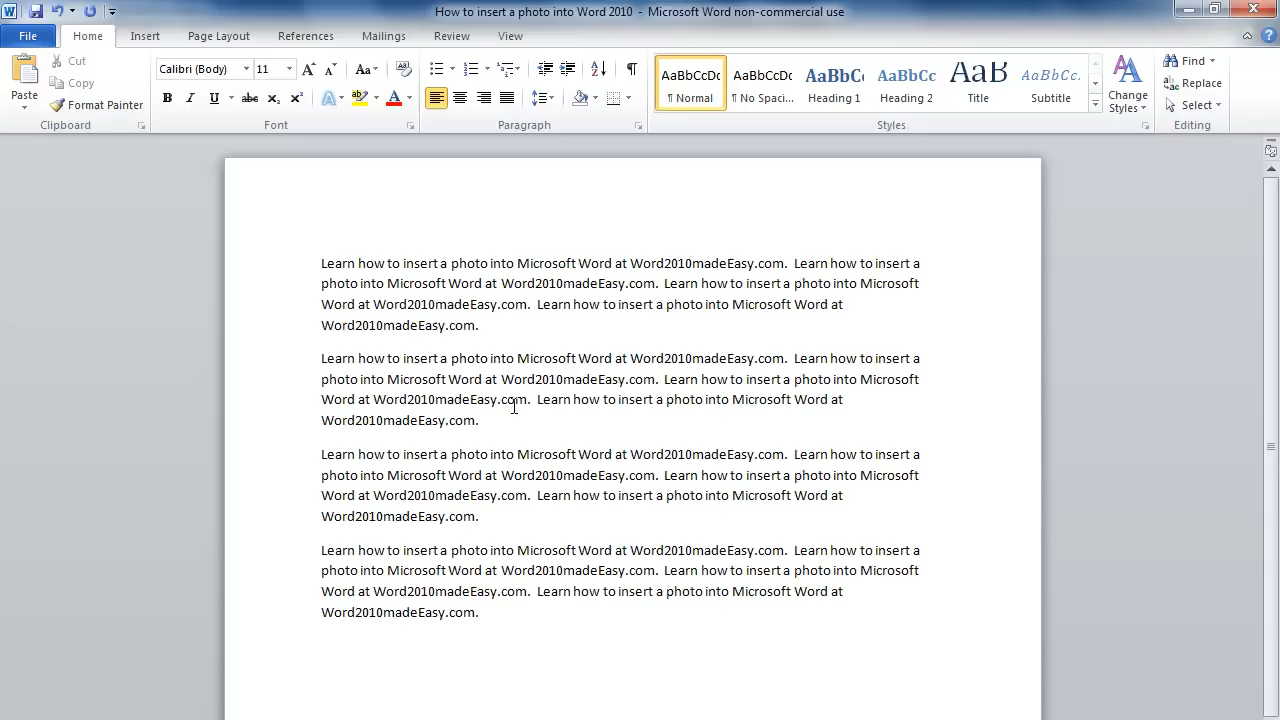 How to insert a photo into Word 2010 - Microsoft Word non-commercial use
File Home Insert Page Layout References Mailings Review View
Paste
Cut
Copy
Format Painter
Clipboard
Calibri (Body) 11
Font
Paragraph
AaBbCcDc AaBbCcDc AaBbCc AaBbCc AaB AaBbCc.
¶ Normal ¶ No Spaci... Heading 1 Heading 2 Title Subtitle
Change
Styles
Styles
Find
Replace
Select
Editing
Learn how to insert a photo into Microsoft Word at Word2010madeEasy.com.  Learn how to insert a
photo into Microsoft Word at Word2010madeEasy.com.  Learn how to insert a photo into Microsoft
Word at Word2010madeEasy.com.  Learn how to insert a photo into Microsoft Word at
Word2010madeEasy.com.
Learn how to insert a photo into Microsoft Word at Word2010madeEasy.com.  Learn how to insert a
photo into Microsoft Word at Word2010madeEasy.com.  Learn how to insert a photo into Microsoft
Word at Word2010madeEasy.com.  Learn how to insert a photo into Microsoft Word at
Word2010madeEasy.com.
Learn how to insert a photo into Microsoft Word at Word2010madeEasy.com.  Learn how to insert a
photo into Microsoft Word at Word2010madeEasy.com.  Learn how to insert a photo into Microsoft
Word at Word2010madeEasy.com.  Learn how to insert a photo into Microsoft Word at
Word2010madeEasy.com.
Learn how to insert a photo into Microsoft Word at Word2010madeEasy.com.  Learn how to insert a
photo into Microsoft Word at Word2010madeEasy.com.  Learn how to insert a photo into Microsoft
Word at Word2010madeEasy.com.  Learn how to insert a photo into Microsoft Word at
Word2010madeEasy.com.